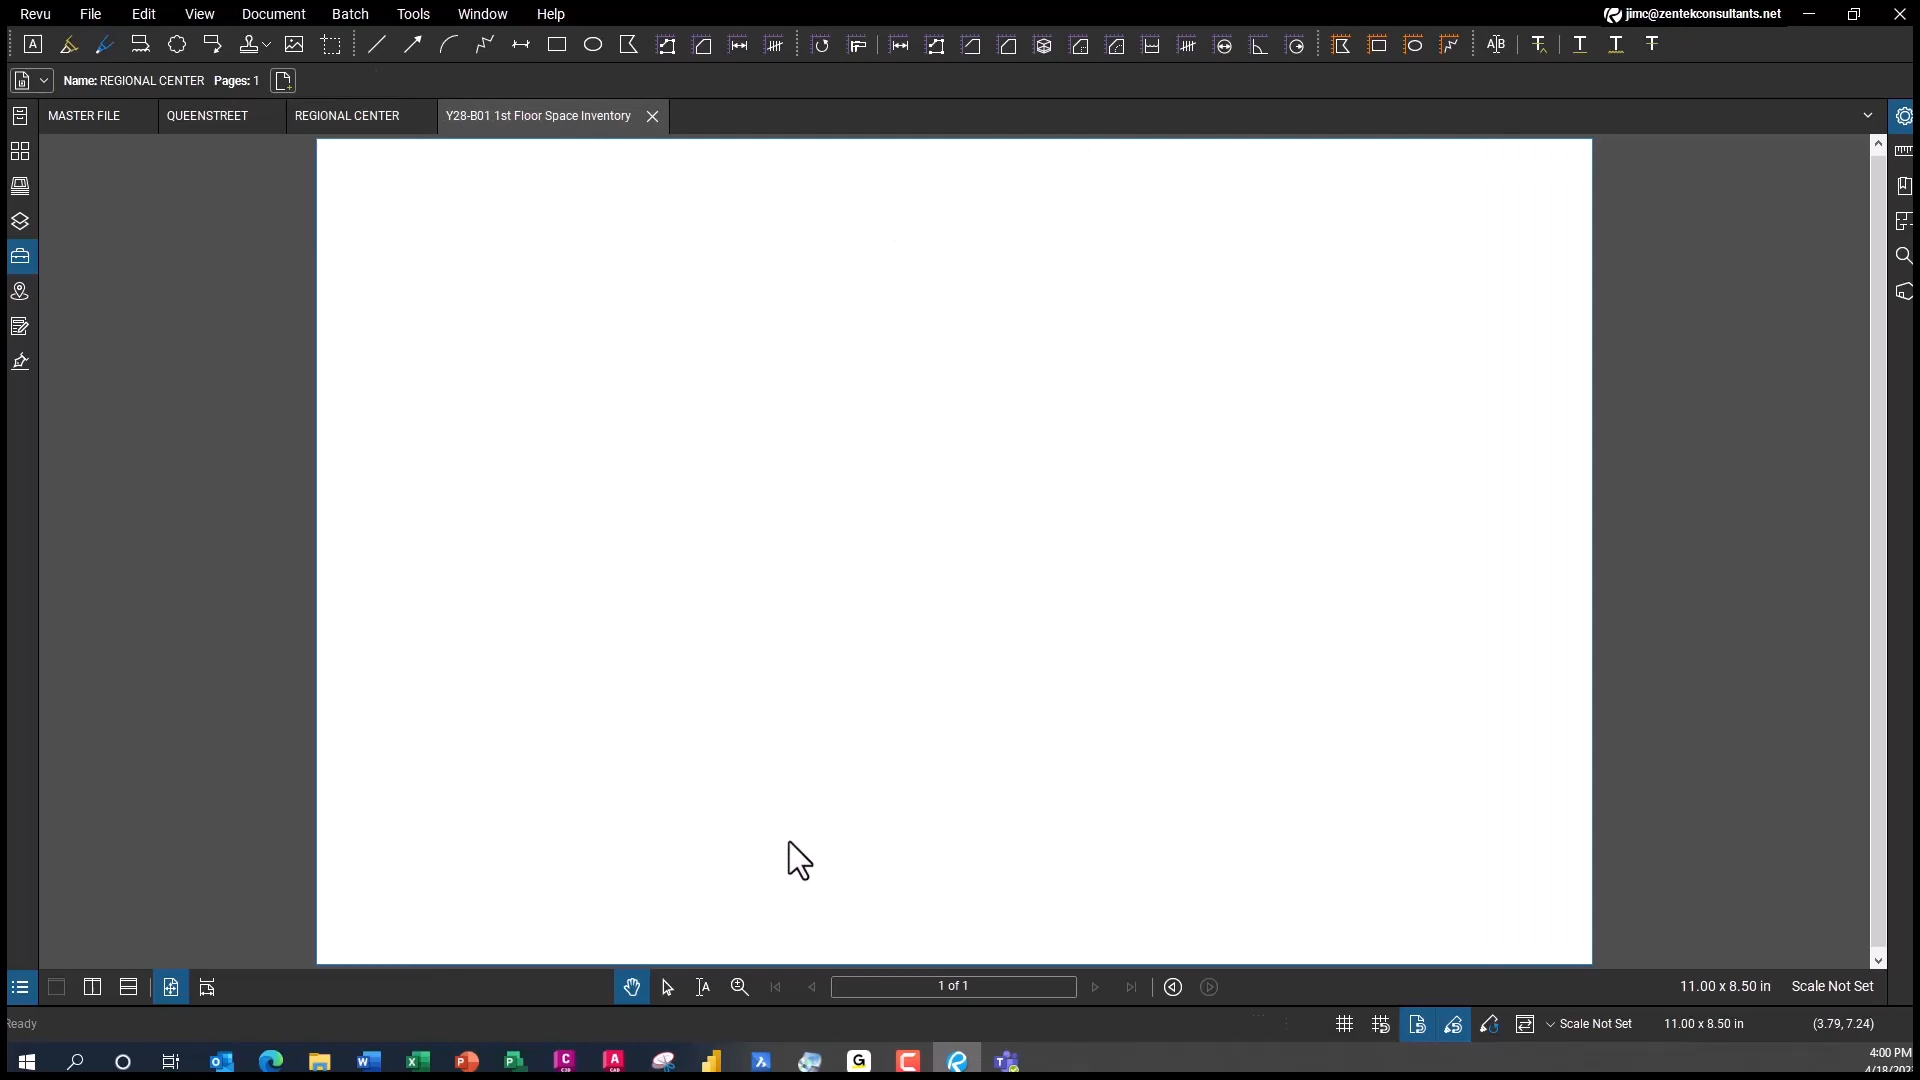 Revu File Edit View Document Batch Tools Window Help jimc@zentekconsultants.net
Name: REGIONAL CENTER Pages: 1
MASTER FILE QUEENSTREET REGIONAL CENTER Y28-B01 1st Floor Space Inventory
1 of 1 11.00 x 8.50 in Scale Not Set
Ready Scale Not Set 11.00 x 8.50 in (3.79, 7.24)
4:00 PM